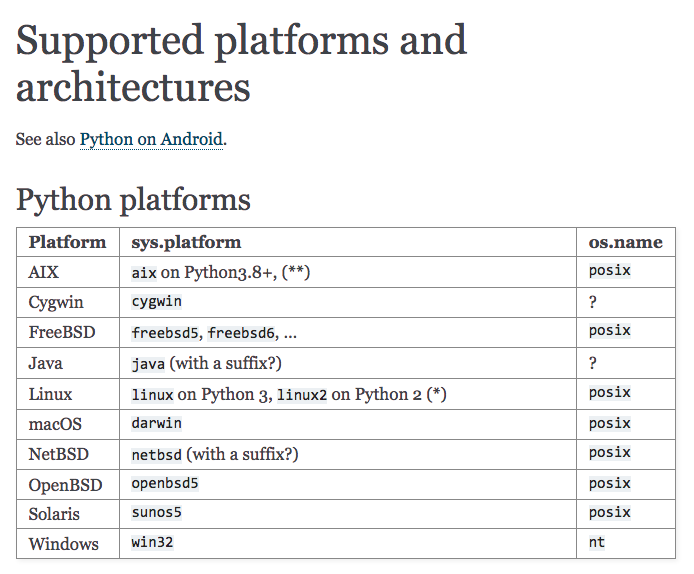 Supported platforms and
architectures
See also Python on Android.
Python platforms
Platform sys.platform os.name
AIX aix on Python3.8+, (**) posix
Cygwin cygwin ?
FreeBSD freebsd5, freebsd6, ... posix
Java java (with a suffix?) ?
Linux linux on Python 3, linux2 on Python 2 (*) posix
macOS darwin posix
NetBSD netbsd (with a suffix?) posix
OpenBSD openbsd5 posix
Solaris sunos5 posix
Windows win32 nt